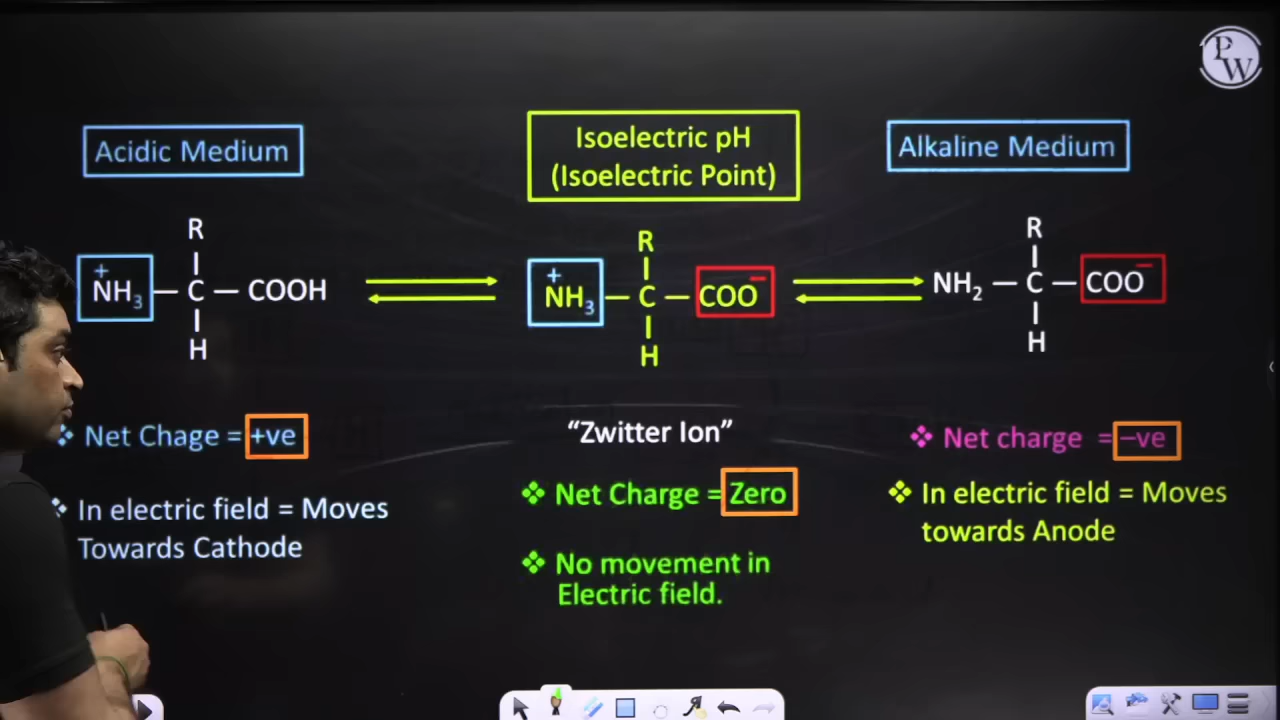 PW
Acidic Medium
Isoelectric pH
(Isoelectric Point)
Alkaline Medium
R
+
NH3 — C — COOH
H
R
+ −
NH3 — C — COO
H
R
−
NH2 — C — COO
H
Net Chage = +ve
In electric field = Moves
Towards Cathode
“Zwitter Ion”
Net Charge = Zero
No movement in
Electric field.
Net charge = −ve
In electric field = Moves
towards Anode